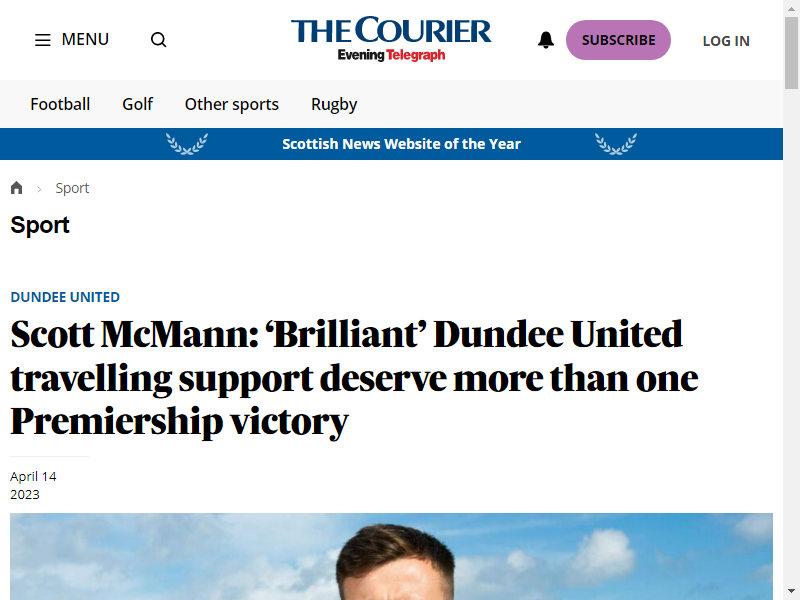 MENU
THE COURIER
Evening Telegraph
SUBSCRIBE
LOG IN
Football
Golf
Other sports
Rugby
Scottish News Website of the Year
Sport
Sport
DUNDEE UNITED
Scott McMann: ‘Brilliant’ Dundee United
travelling support deserve more than one
Premiership victory
April 14
2023